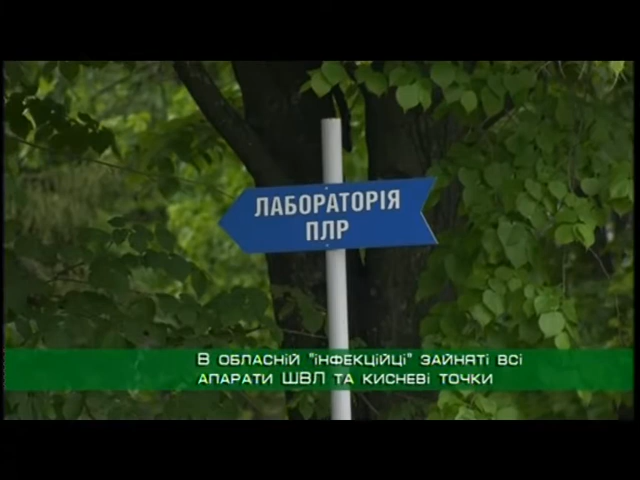 ЛАБОРАТОРІЯ
ПЛР
В ОБЛАСНІЙ "ІНФЕКЦІЙЦІ" ЗАЙНЯТІ ВСІ
АПАРАТИ ШВЛ ТА КИСНЕВІ ТОЧКИ